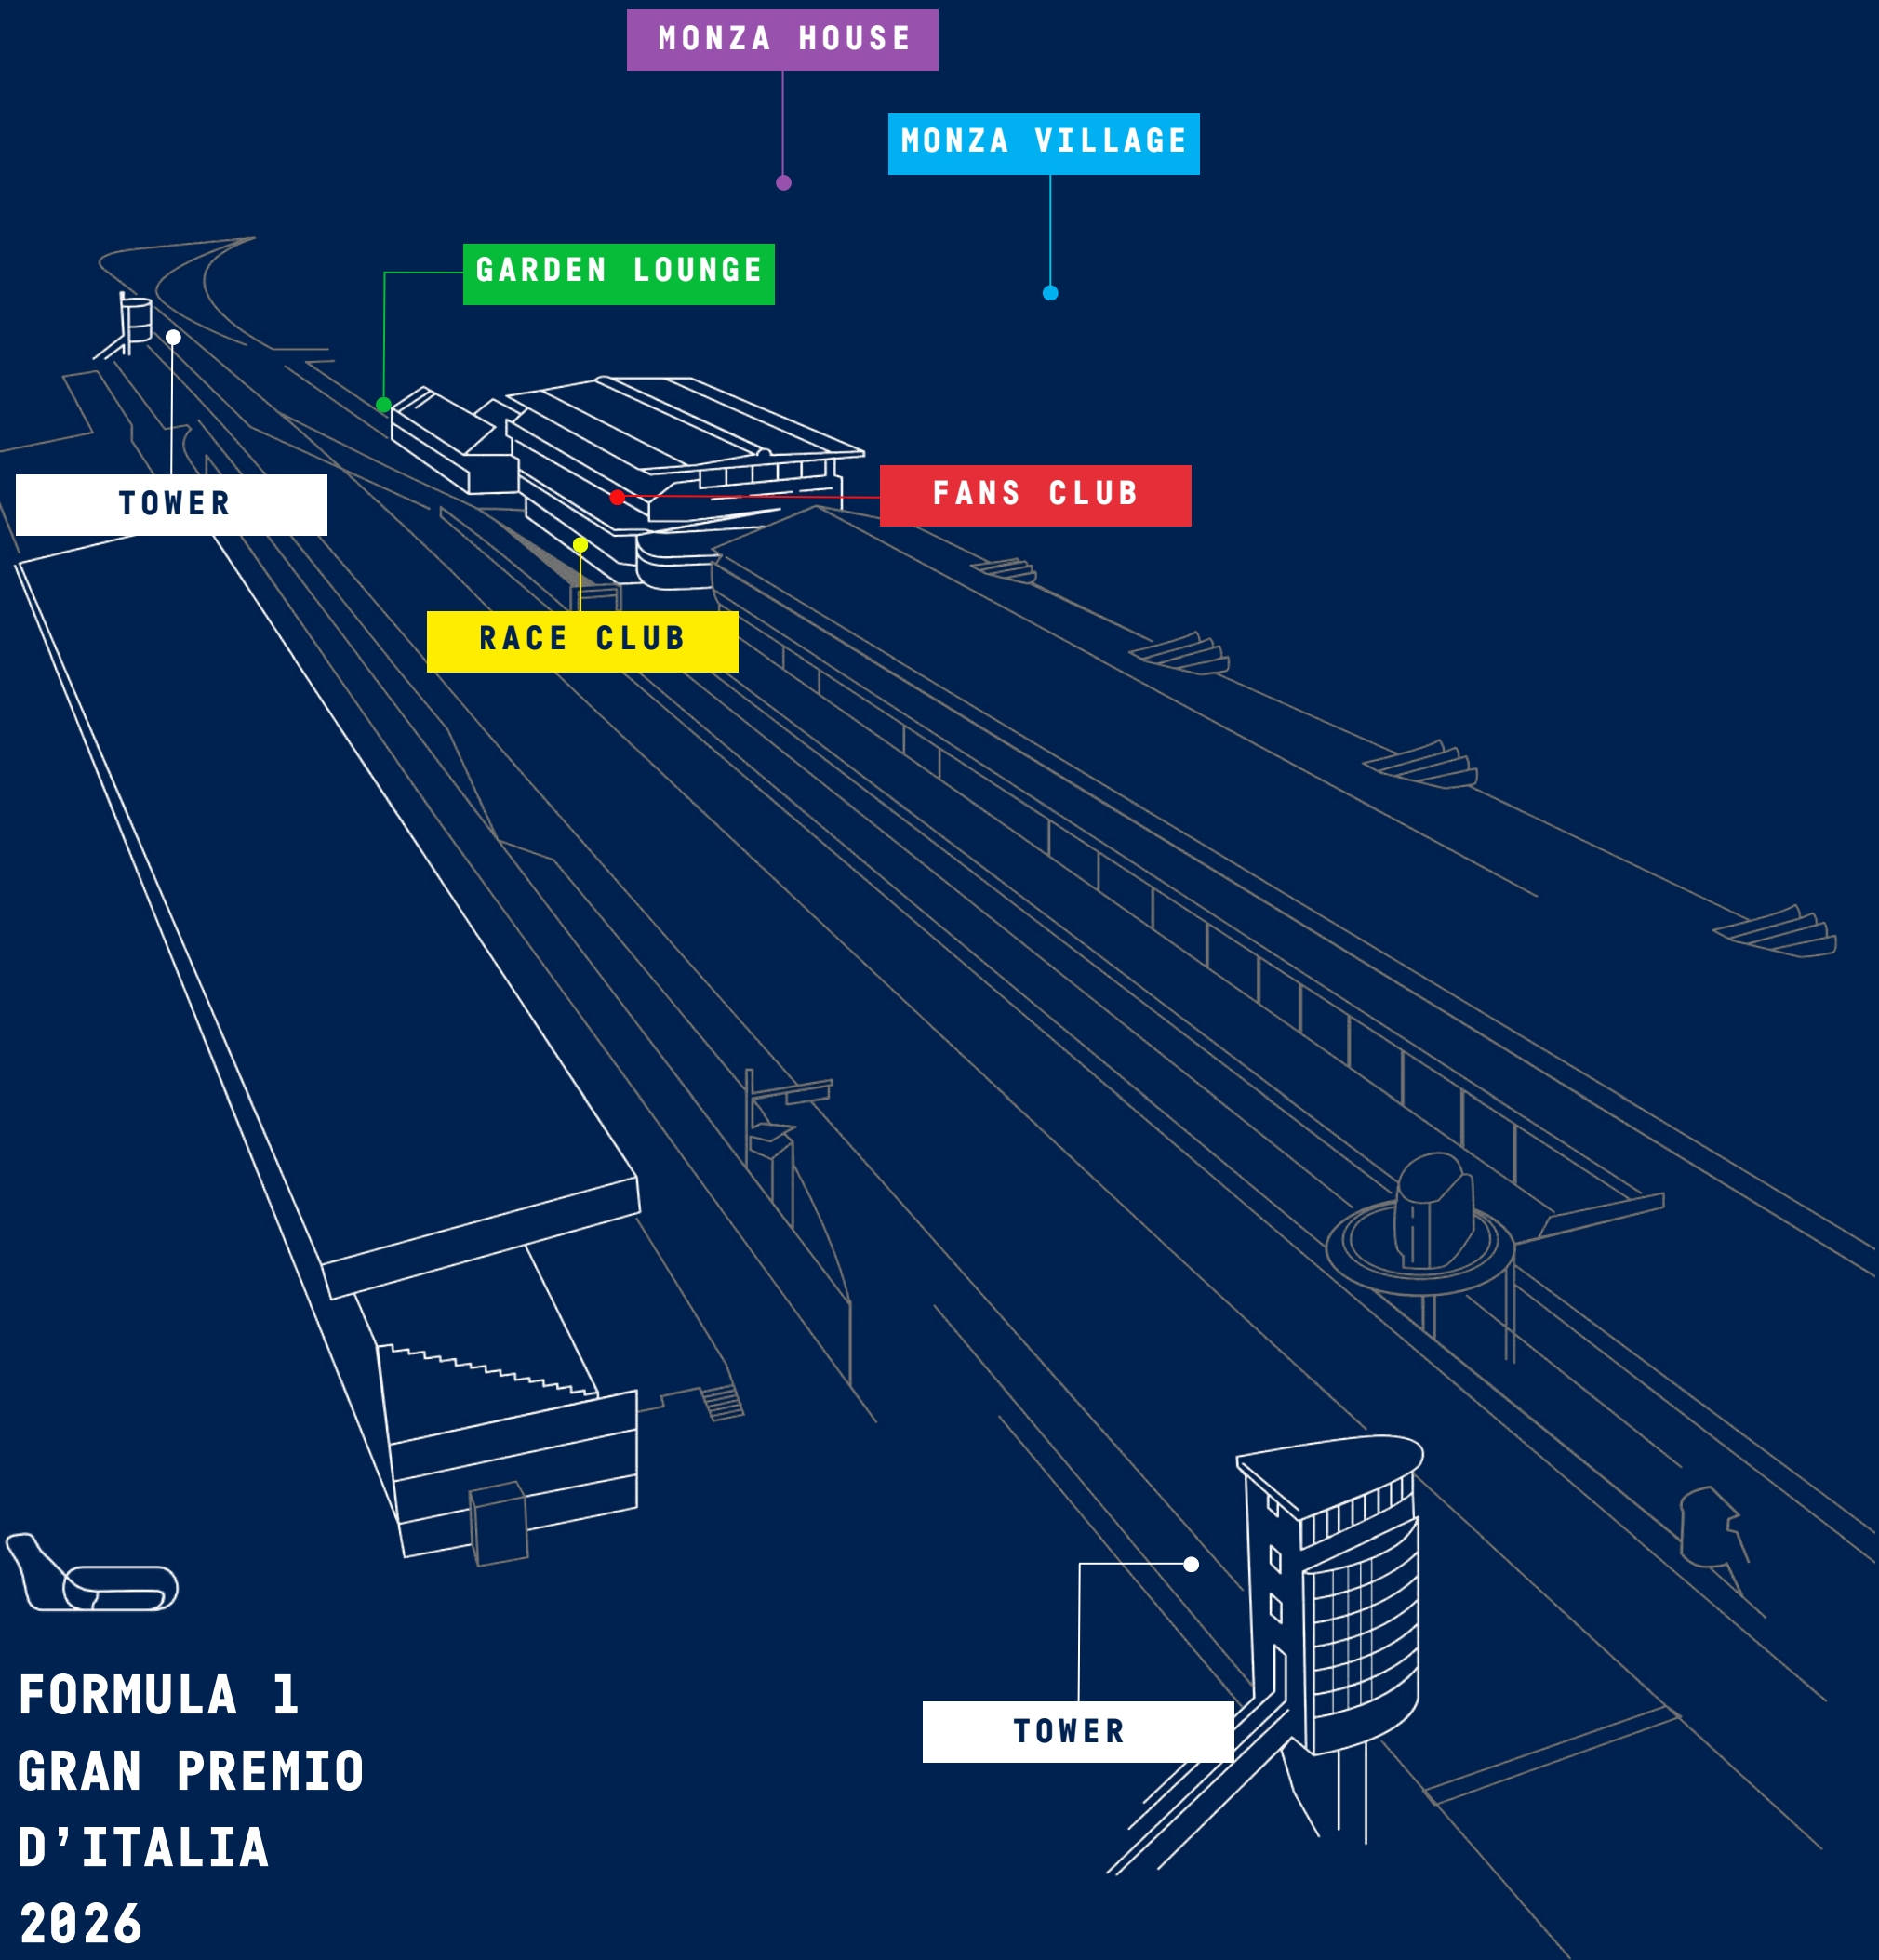 MONZA HOUSE
MONZA VILLAGE
GARDEN LOUNGE
FANS CLUB
TOWER
RACE CLUB
TOWER
FORMULA 1
GRAN PREMIO
D'ITALIA
2026